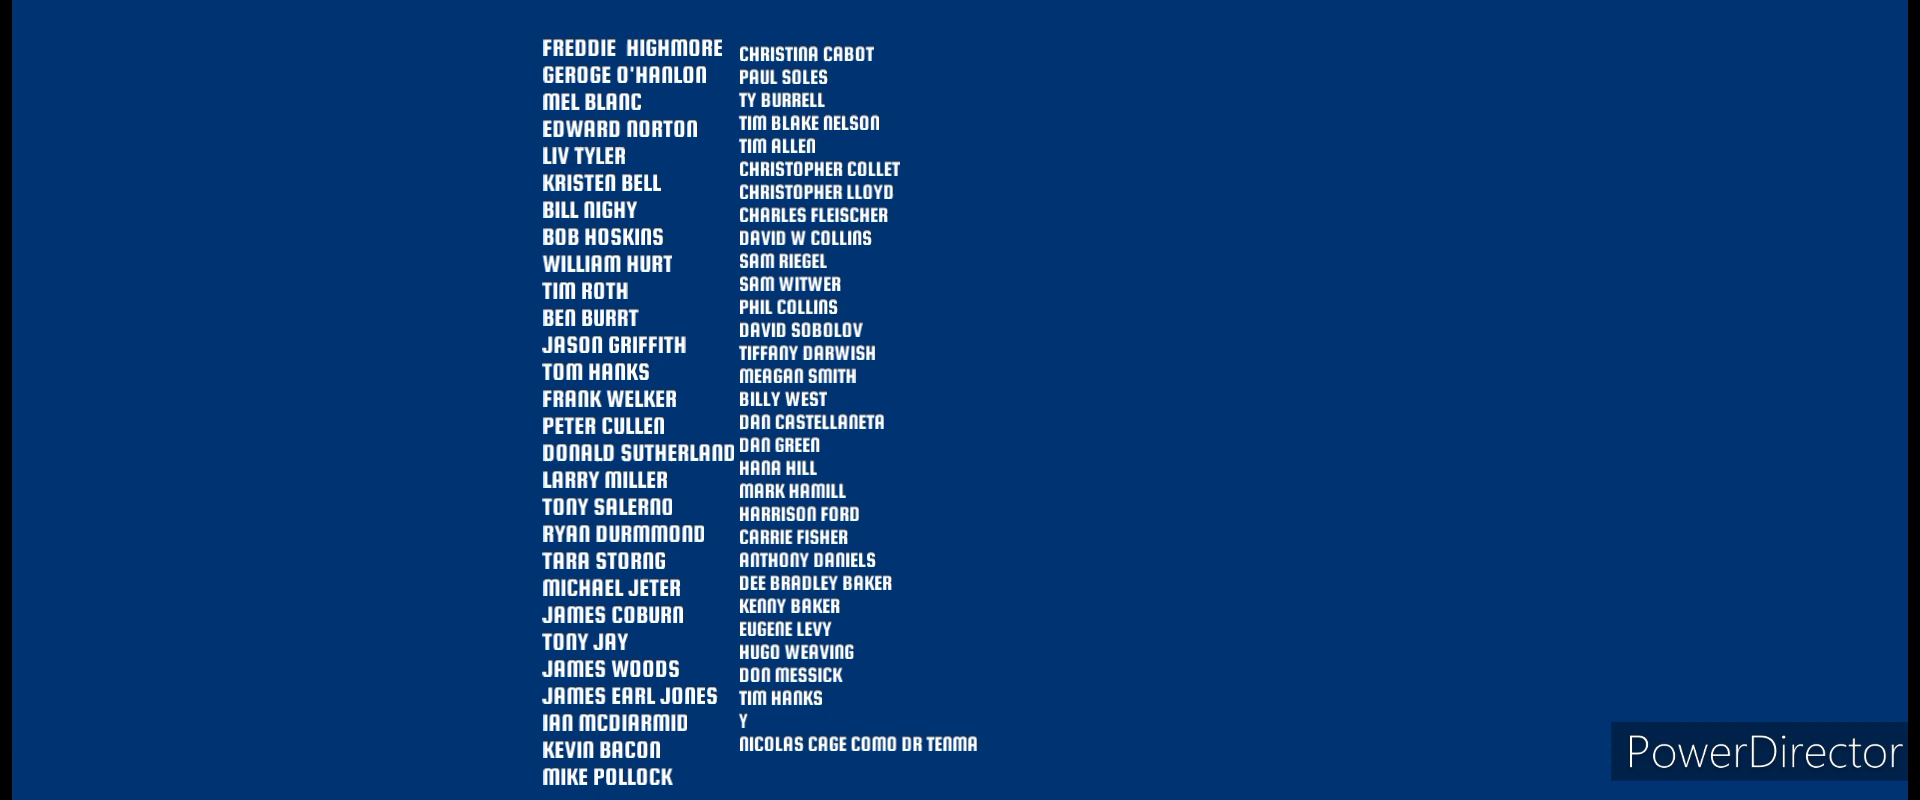 FREDDIE HIGHMORE
GEROGE O'HANLON
MEL BLANC
EDWARD NORTON
LIV TYLER
KRISTEN BELL
BILL NIGHY
BOB HOSKINS
WILLIAM HURT
TIM ROTH
BEN BURRT
JASON GRIFFITH
TOM HANKS
FRANK WELKER
PETER CULLEN
DONALD SUTHERLAND
LARRY MILLER
TONY SALERNO
RYAN DURMMOND
TARA STORNG
MICHAEL JETER
JAMES COBURN
TONY JAY
JAMES WOODS
JAMES EARL JONES
IAN MCDIARMID
KEVIN BACON
MIKE POLLOCK
CHRISTINA CABOT
PAUL SOLES
TY BURRELL
TIM BLAKE NELSON
TIM ALLEN
CHRISTOPHER COLLET
CHRISTOPHER LLOYD
CHARLES FLEISCHER
DAVID W COLLINS
SAM RIEGEL
SAM WITWER
PHIL COLLINS
DAVID SOBOLOV
TIFFANY DARWISH
MEAGAN SMITH
BILLY WEST
DAN CASTELLANETA
DAN GREEN
HANA HILL
MARK HAMILL
HARRISON FORD
CARRIE FISHER
ANTHONY DANIELS
DEE BRADLEY BAKER
KENNY BAKER
EUGENE LEVY
HUGO WEAVING
DON MESSICK
TIM HANKS
Y
NICOLAS CAGE COMO DR TENMA
PowerDirector